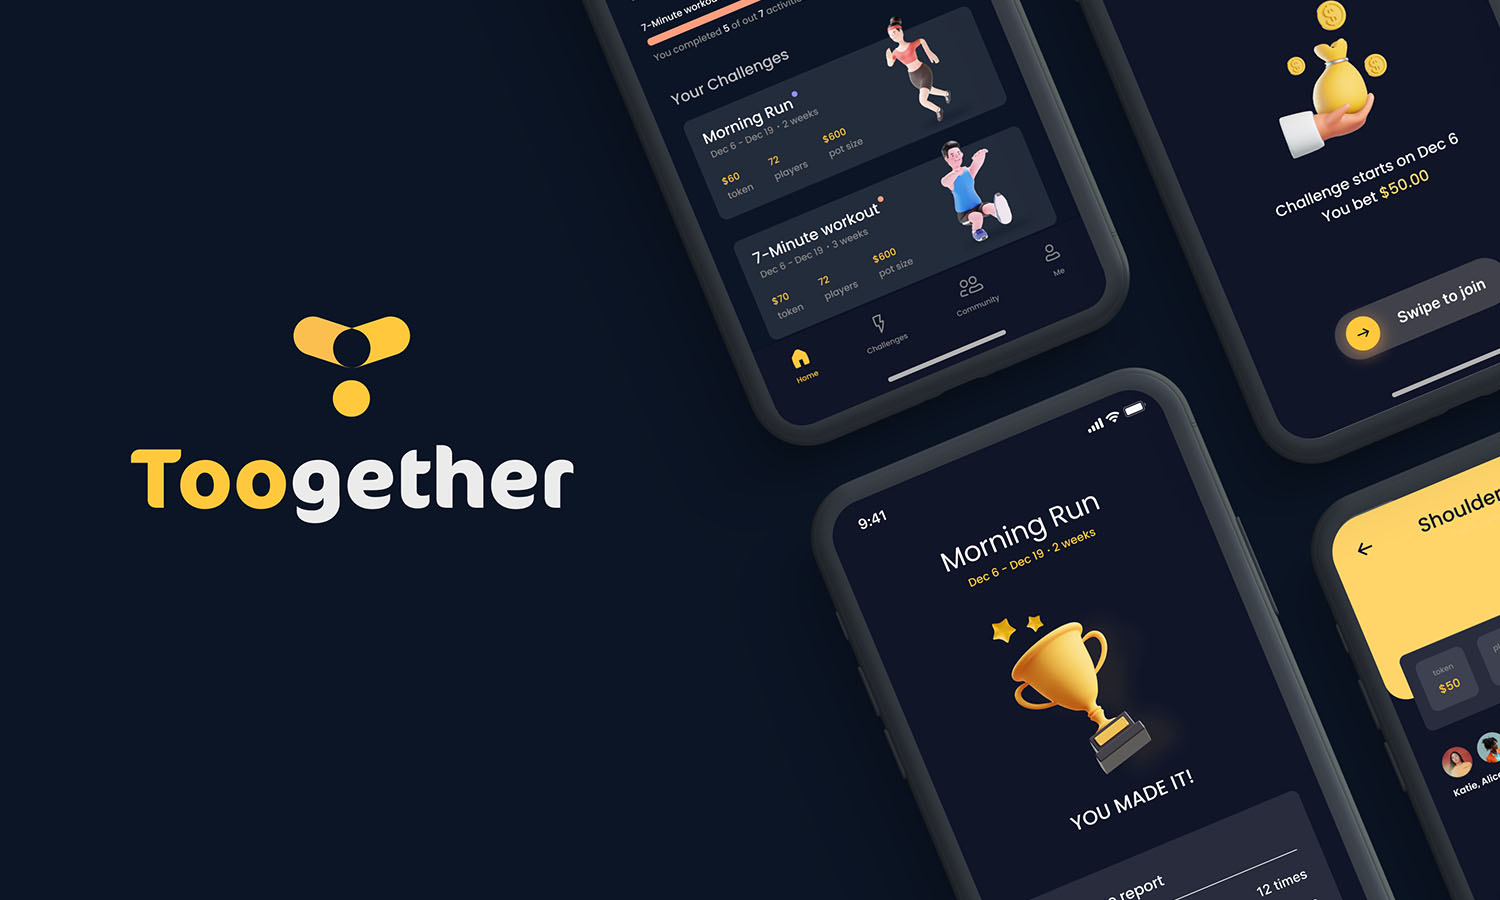 Toogether
7-Minute workou
You completed 5 of out 7 activitie
Your Challenges
Morning Run
Dec 6 - Dec 19 • 2 weeks
$60 72 $600
token players pot size
7-Minute workout
Dec 6 - Dec 19 • 3 weeks
$70 72 $600
token players pot size
Home Challenges Community Me
Challenge starts on Dec 6
You bet $50.00
Swipe to join
9:41
Morning Run
Dec 6 - Dec 19 • 2 weeks
YOU MADE IT!
report
12 times
Shoulder
token
$50
Katie, Alice